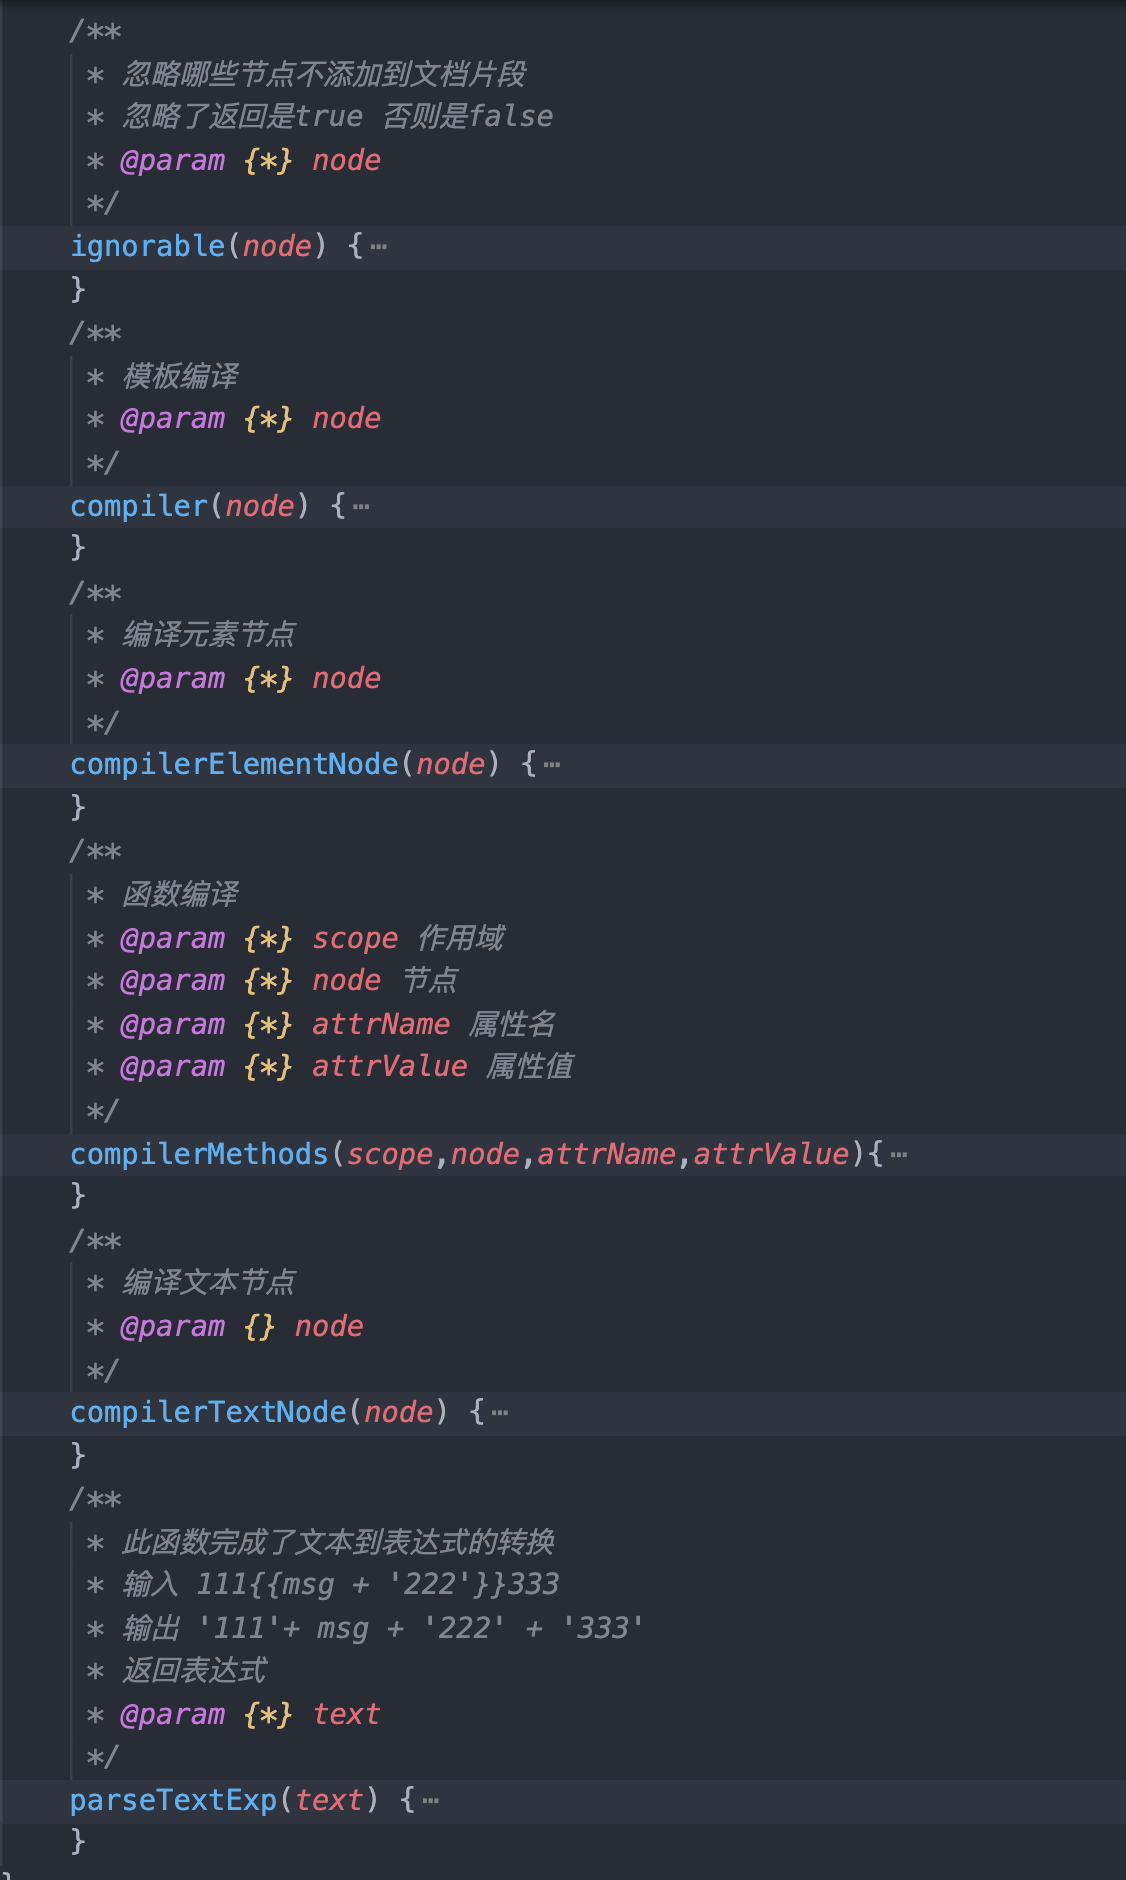 /**
* 忽略哪些节点不添加到文档片段
* 忽略了返回是true 否则是false
* @param {*} node
*/
ignorable(node) {…
}
/**
* 模板编译
* @param {*} node
*/
compiler(node) {…
}
/**
* 编译元素节点
* @param {*} node
*/
compilerElementNode(node) {…
}
/**
* 函数编译
* @param {*} scope 作用域
* @param {*} node 节点
* @param {*} attrName 属性名
* @param {*} attrValue 属性值
*/
compilerMethods(scope,node,attrName,attrValue){…
}
/**
* 编译文本节点
* @param {} node
*/
compilerTextNode(node) {…
}
/**
* 此函数完成了文本到表达式的转换
* 输入 111{{msg + '222'}}333
* 输出 '111'+ msg + '222' + '333'
* 返回表达式
* @param {*} text
*/
parseTextExp(text) {…
}
}